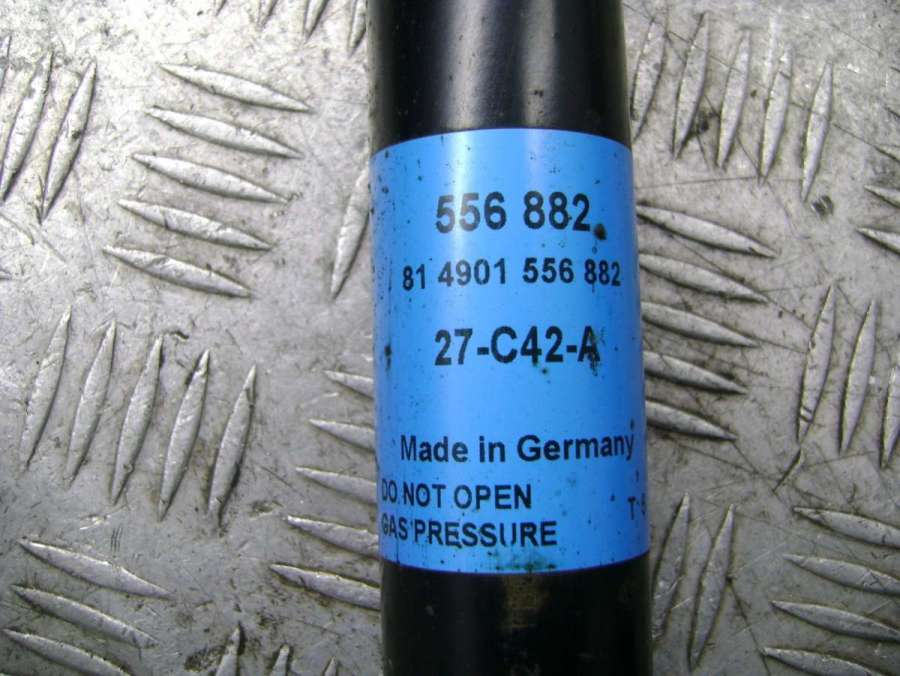 556 882
81 4901 556 882
27-C42-A
Made in Germany
DO NOT OPEN
GAS PRESSURE
T